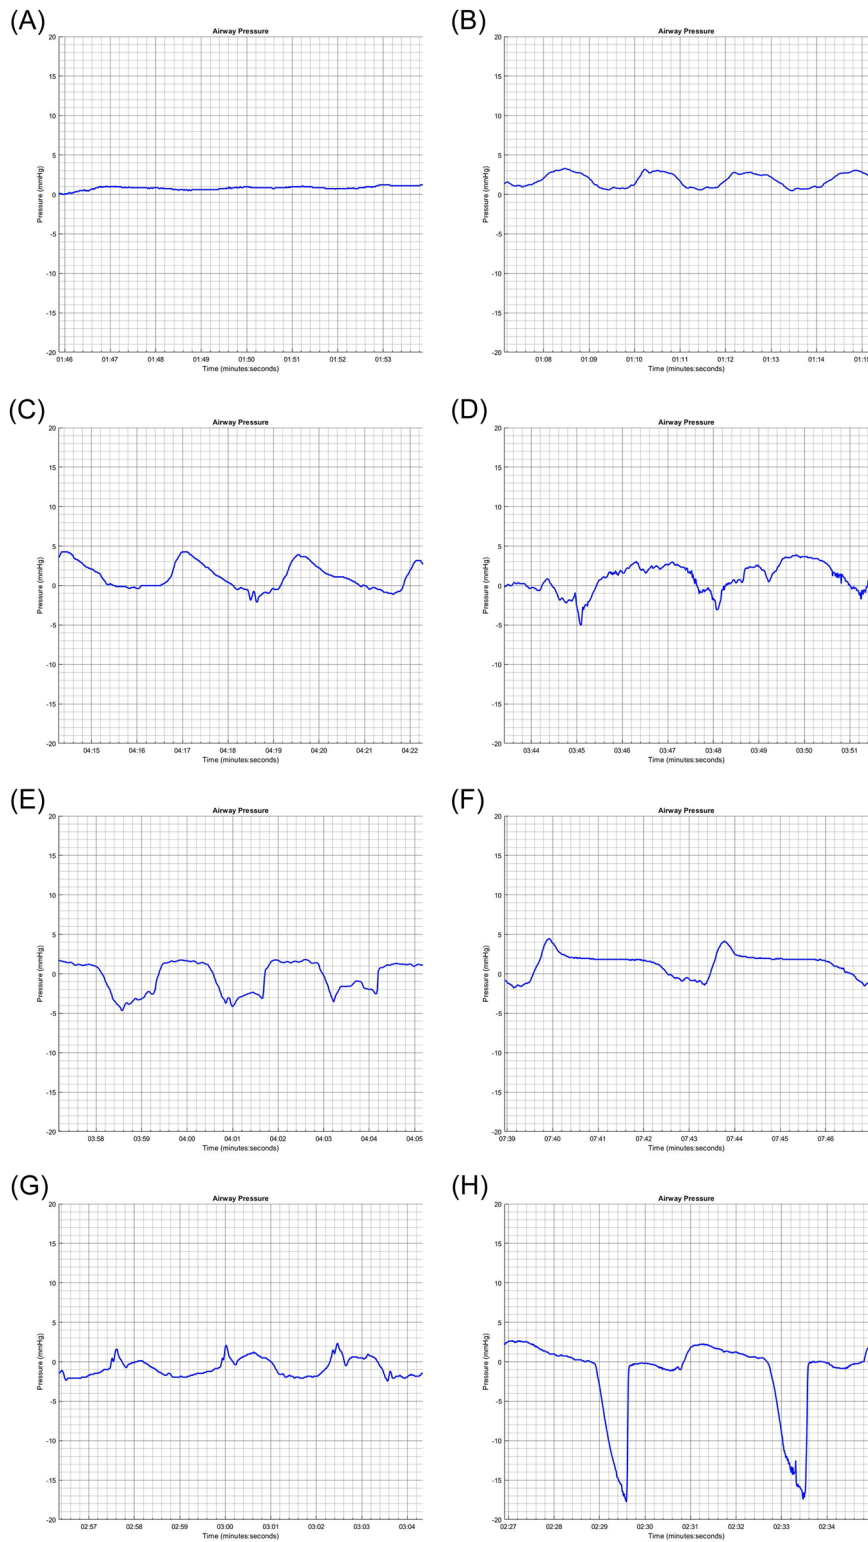 (A)
Airway Pressure
20
15
10
5
0
-5
-10
-15
-20
Pressure (mmHg)
01:46 01:47 01:48 01:49 01:50 01:51 01:52 01:53
Time (minutes:seconds)
(B)
Airway Pressure
20
15
10
5
0
-5
-10
-15
-20
Pressure (mmHg)
01:08 01:09 01:10 01:11 01:12 01:13 01:14 01:15
Time (minutes:seconds)
(C)
Airway Pressure
20
15
10
5
0
-5
-10
-15
-20
Pressure (mmHg)
04:15 04:16 04:17 04:18 04:19 04:20 04:21 04:22
Time (minutes:seconds)
(D)
Airway Pressure
20
15
10
5
0
-5
-10
-15
-20
Pressure (mmHg)
03:44 03:45 03:46 03:47 03:48 03:49 03:50 03:51
Time (minutes:seconds)
(E)
Airway Pressure
20
15
10
5
0
-5
-10
-15
-20
Pressure (mmHg)
03:58 03:59 04:00 04:01 04:02 04:03 04:04 04:05
Time (minutes:seconds)
(F)
Airway Pressure
20
15
10
5
0
-5
-10
-15
-20
Pressure (mmHg)
07:39 07:40 07:41 07:42 07:43 07:44 07:45 07:46
Time (minutes:seconds)
(G)
Airway Pressure
20
15
10
5
0
-5
-10
-15
-20
Pressure (mmHg)
02:57 02:58 02:59 03:00 03:01 03:02 03:03 03:04
Time (minutes:seconds)
(H)
Airway Pressure
20
15
10
5
0
-5
-10
-15
-20
Pressure (mmHg)
02:27 02:28 02:29 02:30 02:31 02:32 02:33 02:34
Time (minutes:seconds)